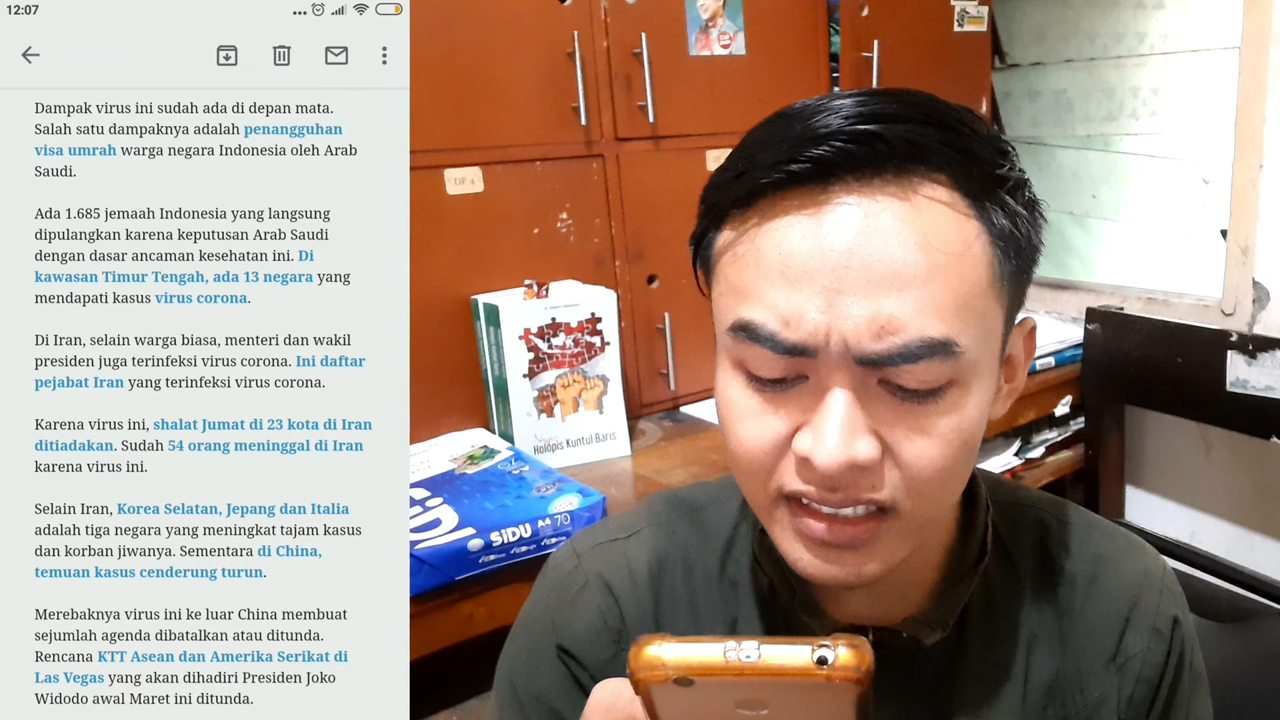 12:07
Dampak virus ini sudah ada di depan mata.
Salah satu dampaknya adalah penangguhan
visa umrah warga negara Indonesia oleh Arab
Saudi.
Ada 1.685 jemaah Indonesia yang langsung
dipulangkan karena keputusan Arab Saudi
dengan dasar ancaman kesehatan ini. Di
kawasan Timur Tengah, ada 13 negara yang
mendapati kasus virus corona.
Di Iran, selain warga biasa, menteri dan wakil
presiden juga terinfeksi virus corona. Ini daftar
pejabat Iran yang terinfeksi virus corona.
Karena virus ini, shalat Jumat di 23 kota di Iran
ditiadakan. Sudah 54 orang meninggal di Iran
karena virus ini.
Selain Iran, Korea Selatan, Jepang dan Italia
adalah tiga negara yang meningkat tajam kasus
dan korban jiwanya. Sementara di China,
temuan kasus cenderung turun.
Merebaknya virus ini ke luar China membuat
sejumlah agenda dibatalkan atau ditunda.
Rencana KTT Asean dan Amerika Serikat di
Las Vegas yang akan dihadiri Presiden Joko
Widodo awal Maret ini ditunda.
DP 4
Holopis Kuntul Baris
SiDU A4 70